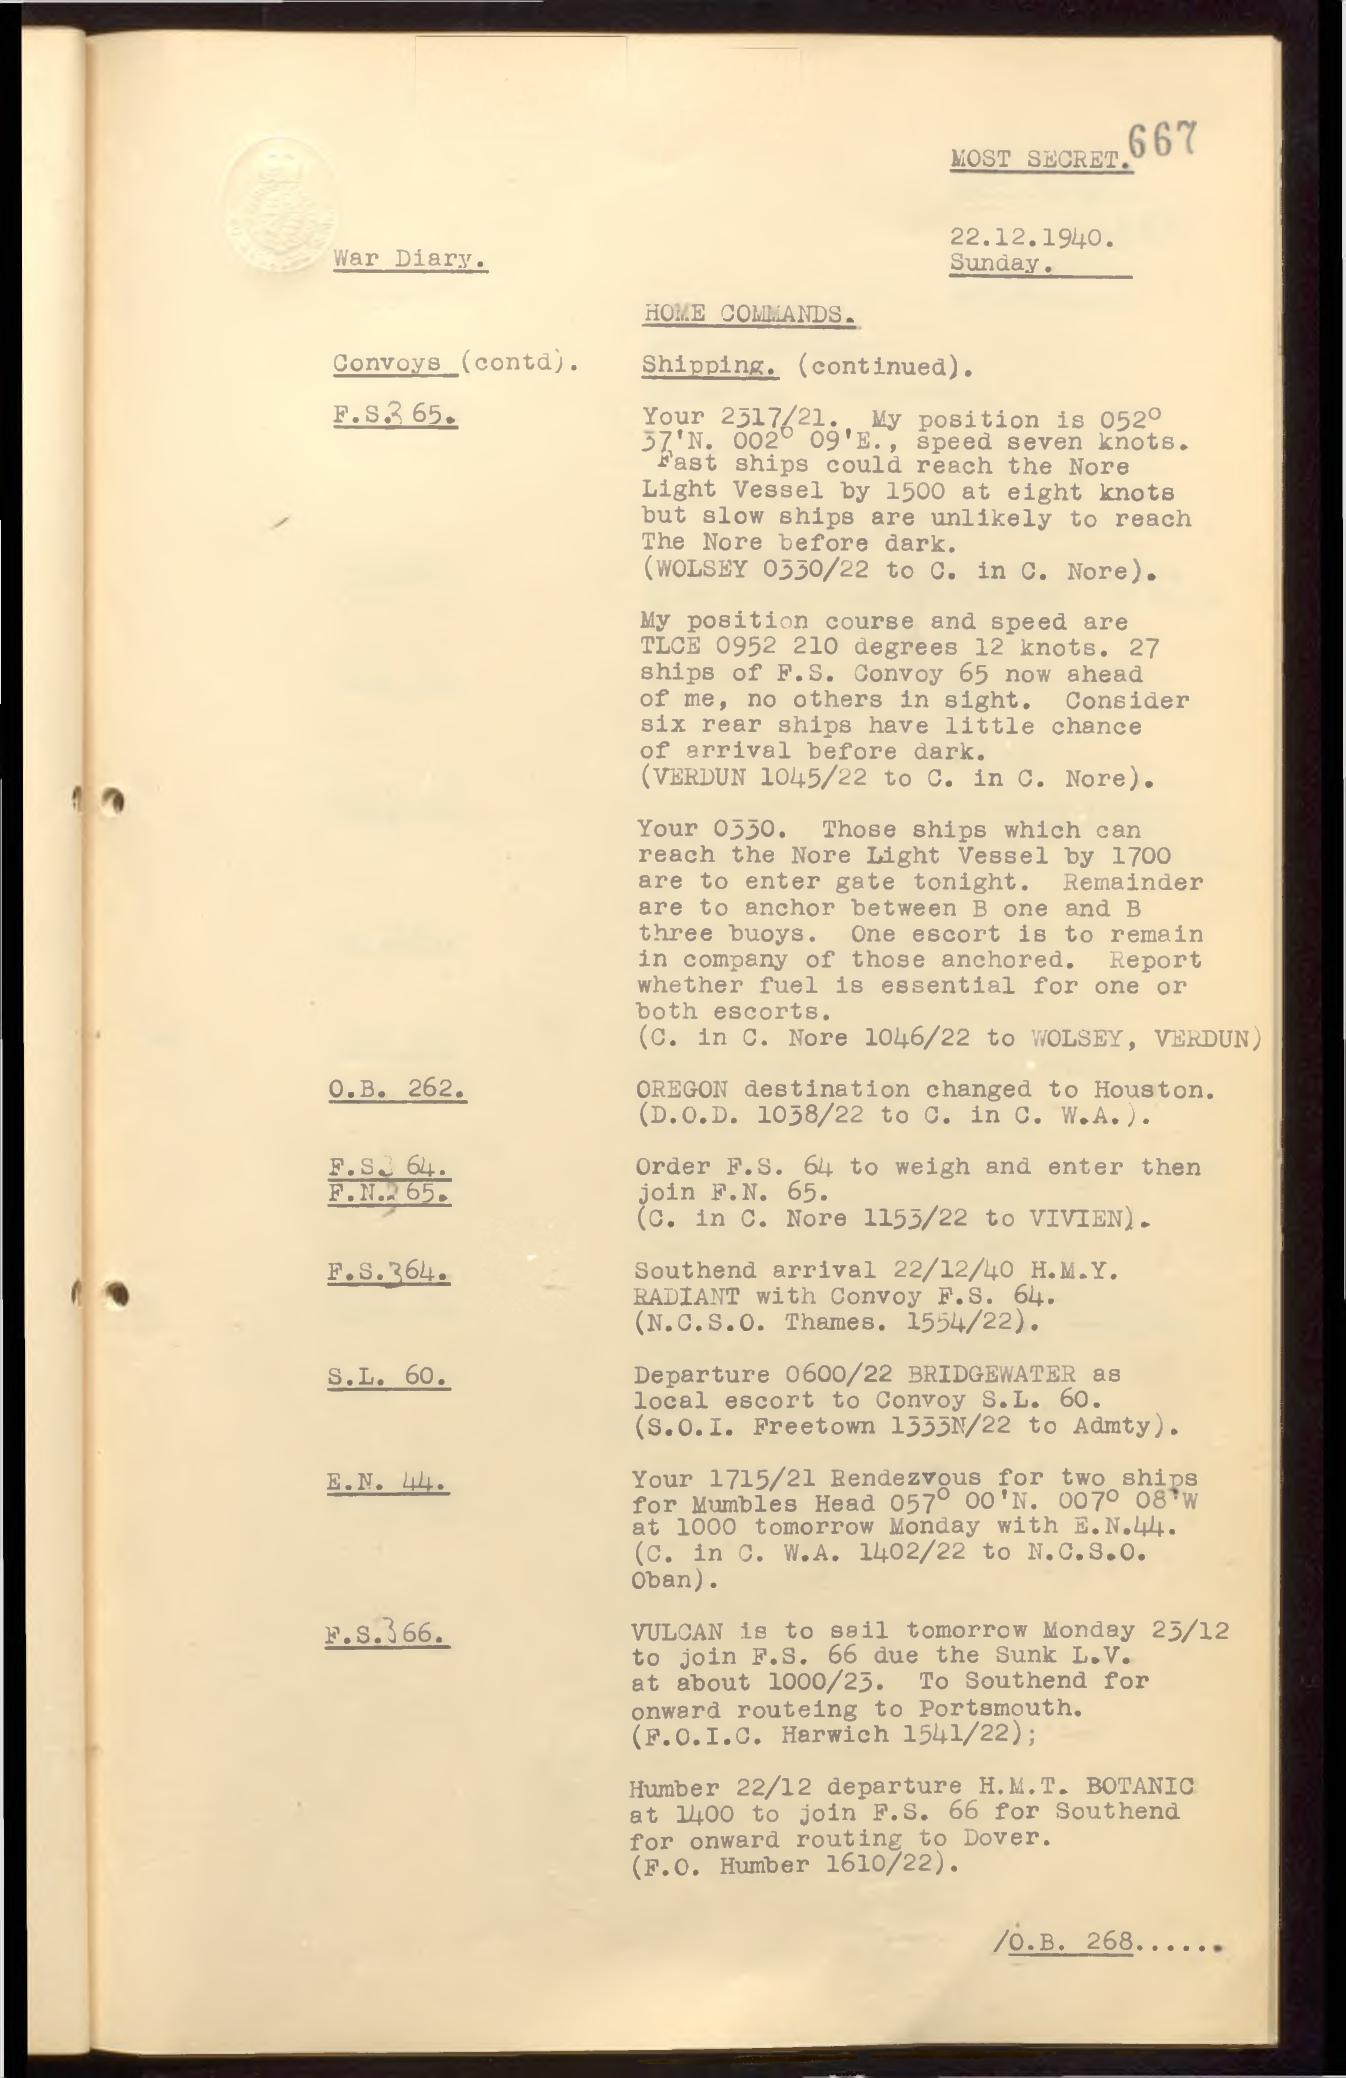 667
MOST SECRET.
22.12.1940.
War Diary.
Sunday.
HOME COMMANDS.
Convoys (contd).
Shipping. (continued).
F.S.3 65.
Your 2317/21. My position is 052°
37'N. 002° 09'E., speed seven knots.
Fast ships could reach the Nore
Light Vessel by 1500 at eight knots
but slow ships are unlikely to reach
The Nore before dark.
(WOLSEY 0330/22 to C. in C. Nore).
My position course and speed are
TLCE 0952 210 degrees 12 knots. 27
ships of F.S. Convoy 65 now ahead
of me, no others in sight. Consider
six rear ships have little chance
of arrival before dark.
(VERDUN 1045/22 to C. in C. Nore).
Your 0330. Those ships which can
reach the Nore Light Vessel by 1700
are to enter gate tonight. Remainder
are to anchor between B one and B
three buoys. One escort is to remain
in company of those anchored. Report
whether fuel is essential for one or
both escorts.
(C. in C. Nore 1046/22 to WOLSEY, VERDUN)
O.B. 262.
OREGON destination changed to Houston.
(D.O.D. 1038/22 to C. in C. W.A.).
F.S.3 64.
F.N.3 65.
Order F.S. 64 to weigh and enter then
join F.N. 65.
(C. in C. Nore 1153/22 to VIVIEN).
F.S.364.
Southend arrival 22/12/40 H.M.Y.
RADIANT with Convoy F.S. 64.
(N.C.S.O. Thames. 1554/22).
S.L. 60.
Departure 0600/22 BRIDGEWATER as
local escort to Convoy S.L. 60.
(S.O.I. Freetown 1333N/22 to Admty).
E.N. 44.
Your 1715/21 Rendezvous for two ships
for Mumbles Head 057° 00'N. 007° 08'W
at 1000 tomorrow Monday with E.N.44.
(C. in C. W.A. 1402/22 to N.C.S.O.
Oban).
F.S.366.
VULCAN is to sail tomorrow Monday 23/12
to join F.S. 66 due the Sunk L.V.
at about 1000/23. To Southend for
onward routeing to Portsmouth.
(F.O.I.C. Harwich 1541/22);
Humber 22/12 departure H.M.T. BOTANIC
at 1400 to join F.S. 66 for Southend
for onward routing to Dover.
(F.O. Humber 1610/22).
/O.B. 268......